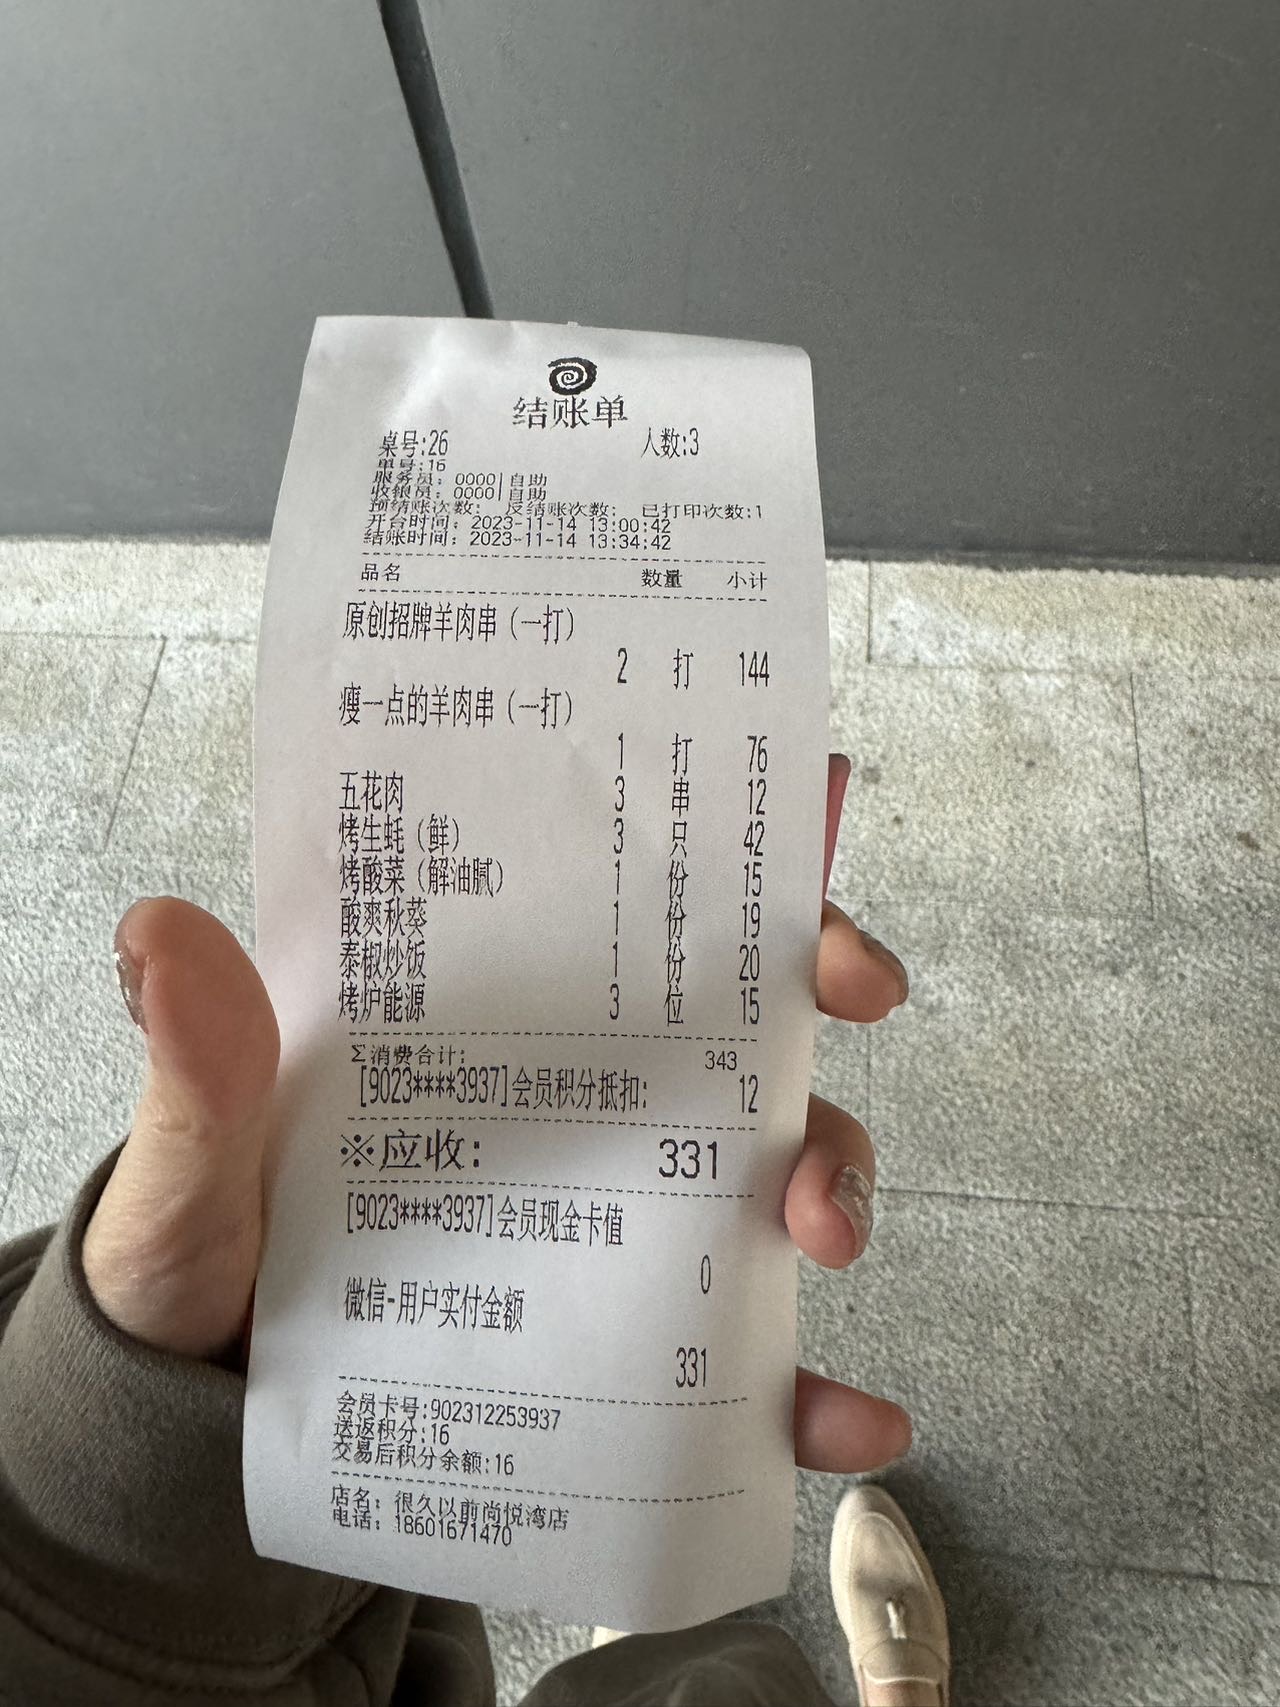 结账单
桌号:26 人数:3
单号:16
服务员: 0000|自助
收银员: 0000|自助
预结账次数: 反结账次数: 已打印次数:1
开台时间: 2023-11-14 13:00:42
结账时间: 2023-11-14 13:34:42
品名 数量 小计
原创招牌羊肉串(一打)
2 打 144
瘦一点的羊肉串(一打)
1 打 76
五花肉 3 串 12
烤生蚝(鲜) 3 只 42
烤酸菜(解油腻) 1 份 15
酸爽秋葵 1 份 19
泰椒炒饭 1 份 20
烤炉能源 3 位 15
Σ消费合计: 343
[9023****3937]会员积分抵扣: 12
※应收: 331
[9023****3937]会员现金卡值
0
微信-用户实付金额
331
会员卡号:902312253937
送返积分:16
交易后积分余额:16
店名: 很久以前尚悦湾店
电话: 18601671470